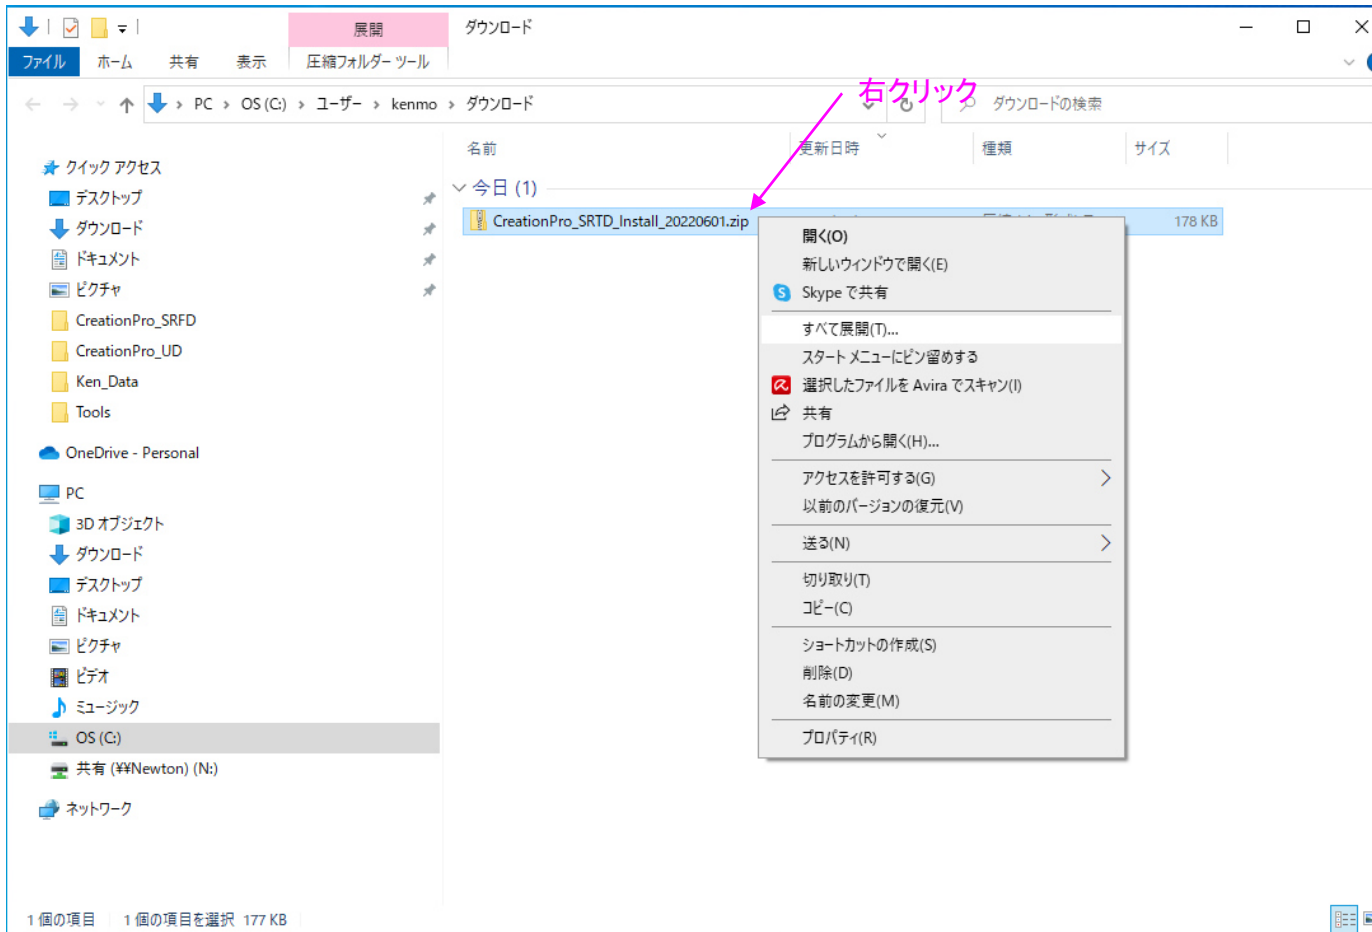 展開
ダウンロード
ファイル
ホーム
共有
表示
圧縮フォルダー ツール
右クリック
PC
OS (C:)
ユーザー
kenmo
ダウンロード
ダウンロードの検索
名前
更新日時
種類
サイズ
クイック アクセス
デスクトップ
ダウンロード
ドキュメント
ピクチャ
CreationPro_SRFD
CreationPro_UD
Ken_Data
Tools
OneDrive - Personal
PC
3D オブジェクト
ダウンロード
デスクトップ
ドキュメント
ピクチャ
ビデオ
ミュージック
OS (C:)
共有 (¥¥Newton) (N:)
ネットワーク
今日 (1)
CreationPro_SRTD_Install_20220601.zip
178 KB
開く(O)
新しいウィンドウで開く(E)
Skype で共有
すべて展開(T)...
スタート メニューにピン留めする
選択したファイルを Avira でスキャン(I)
共有
プログラムから開く(H)...
アクセスを許可する(G)
以前のバージョンの復元(V)
送る(N)
切り取り(T)
コピー(C)
ショートカットの作成(S)
削除(D)
名前の変更(M)
プロパティ(R)
1 個の項目
1 個の項目を選択 177 KB